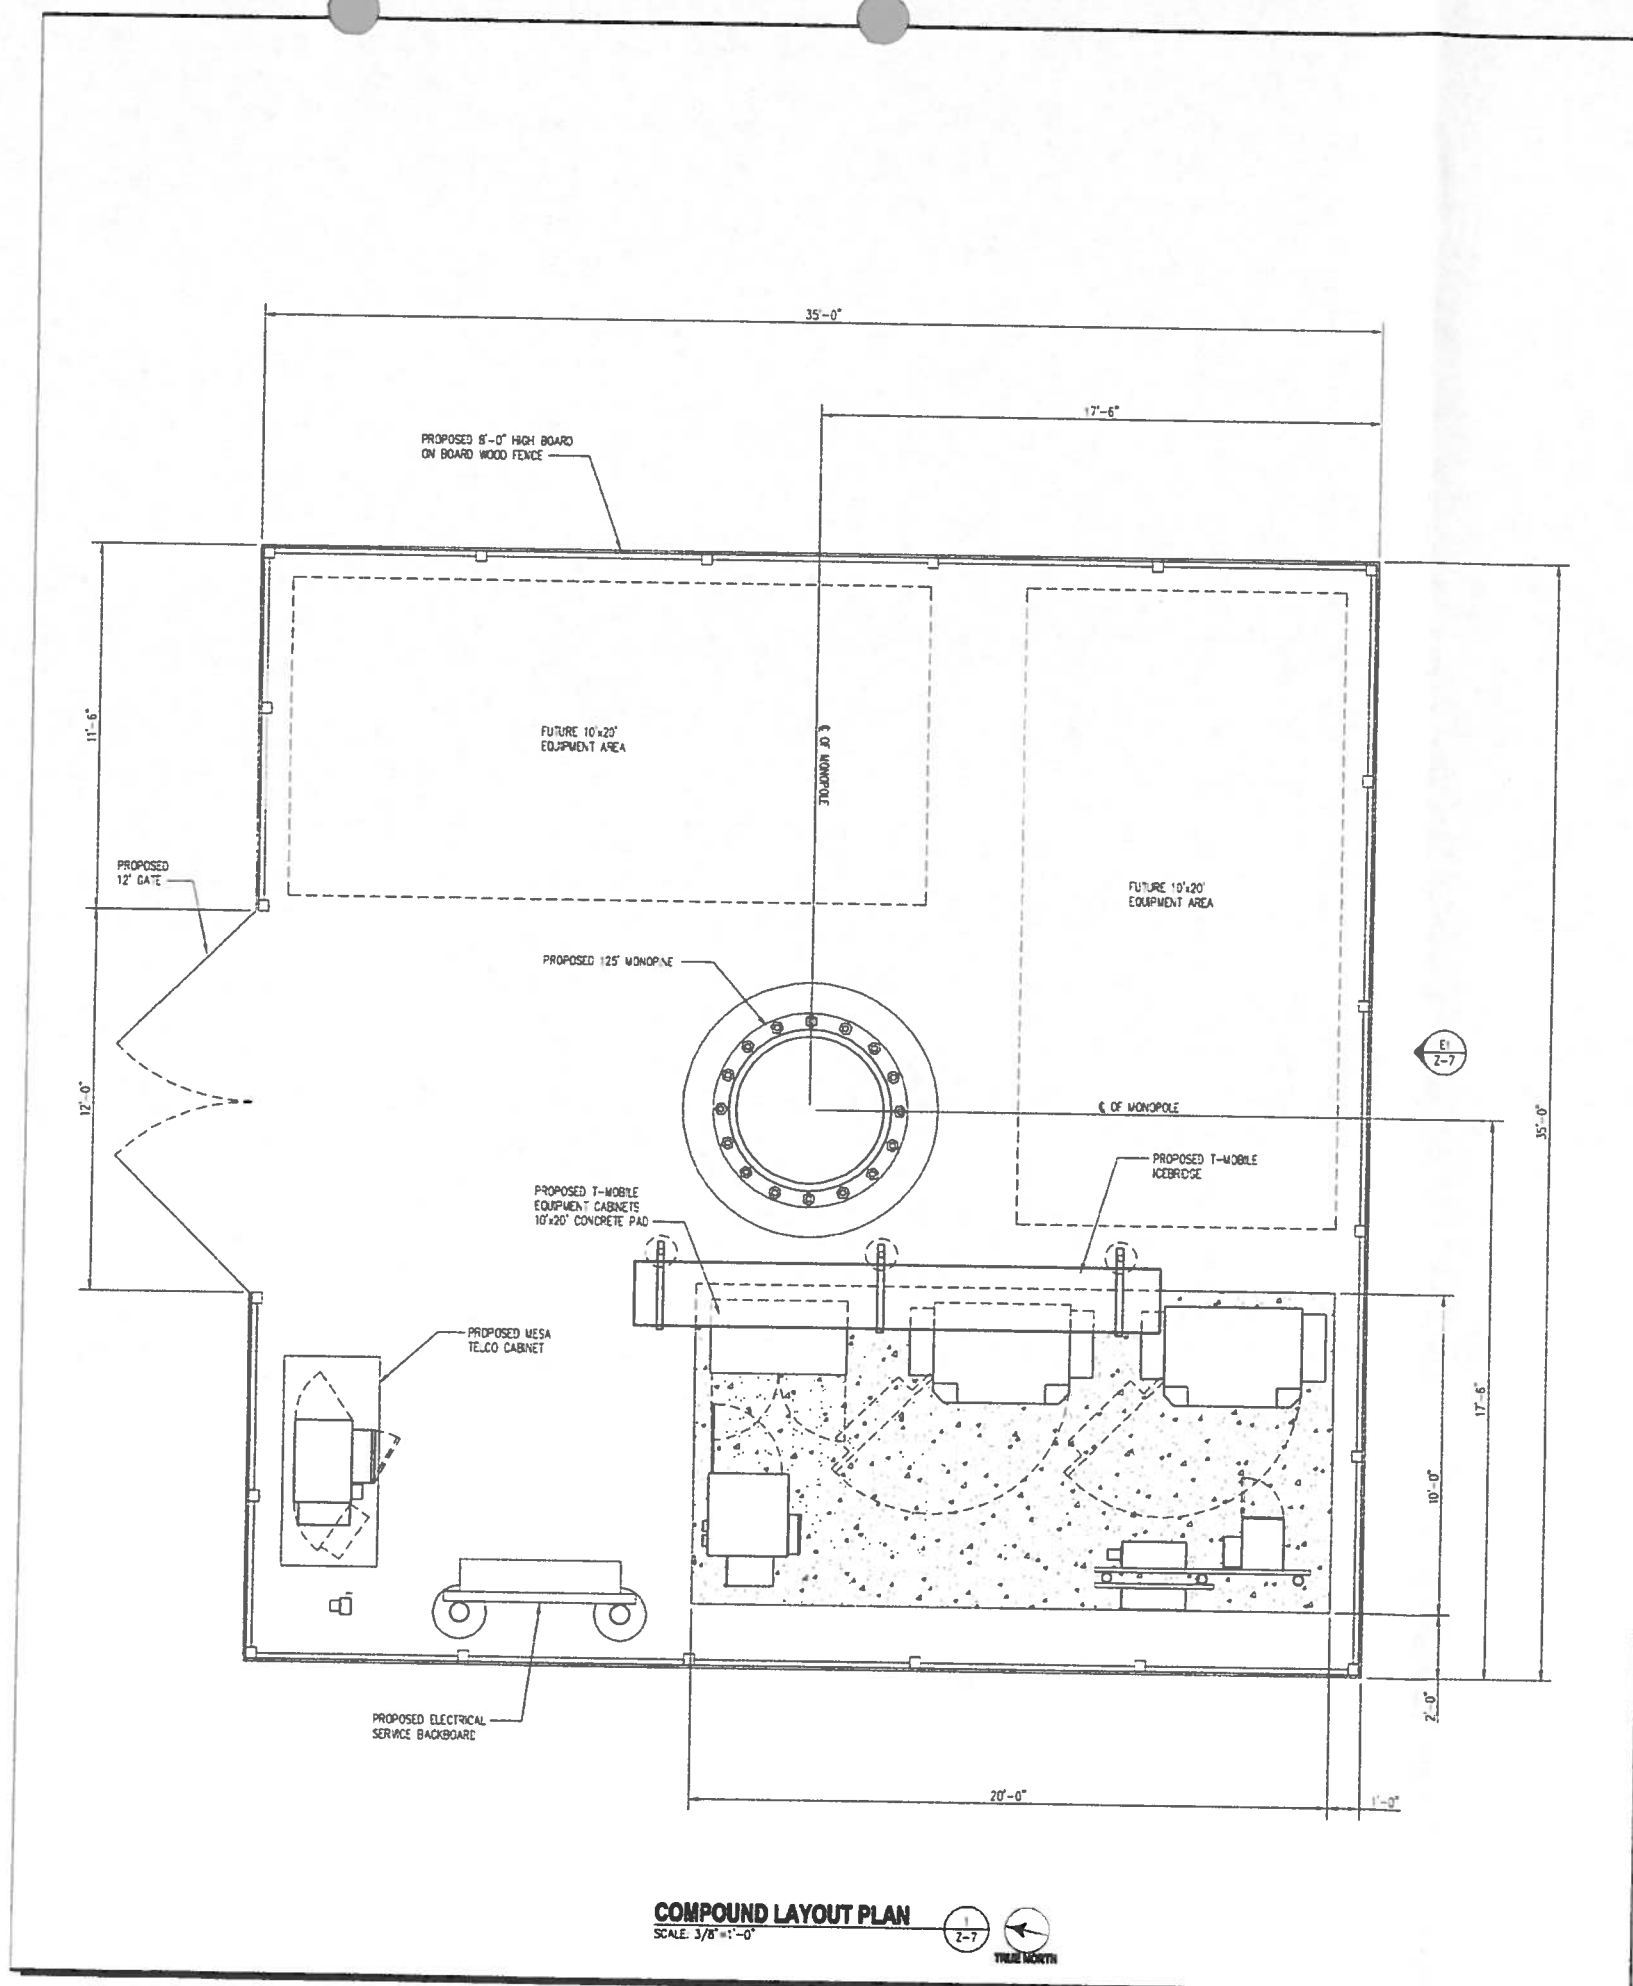 35'-0"
17'-6"
PROPOSED 8'-0" HIGH BOARD
ON BOARD WOOD FENCE
11'-6"
FUTURE 10'x20'
EQUIPMENT AREA
℄ OF MONOPOLE
PROPOSED
12' GATE
FUTURE 10'x20'
EQUIPMENT AREA
PROPOSED 125' MONOPINE
E1
Z-7
12'-0"
℄ OF MONOPOLE
35'-0"
PROPOSED T-MOBILE
ICEBRIDGE
PROPOSED T-MOBILE
EQUIPMENT CABINETS
10'x20' CONCRETE PAD
PROPOSED MESA
TELCO CABINET
17'-6"
10'-0"
2'-0"
PROPOSED ELECTRICAL
SERVICE BACKBOARD
20'-0"
1'-0"
COMPOUND LAYOUT PLAN
SCALE: 3/8"=1'-0"
1
Z-7
TRUE NORTH